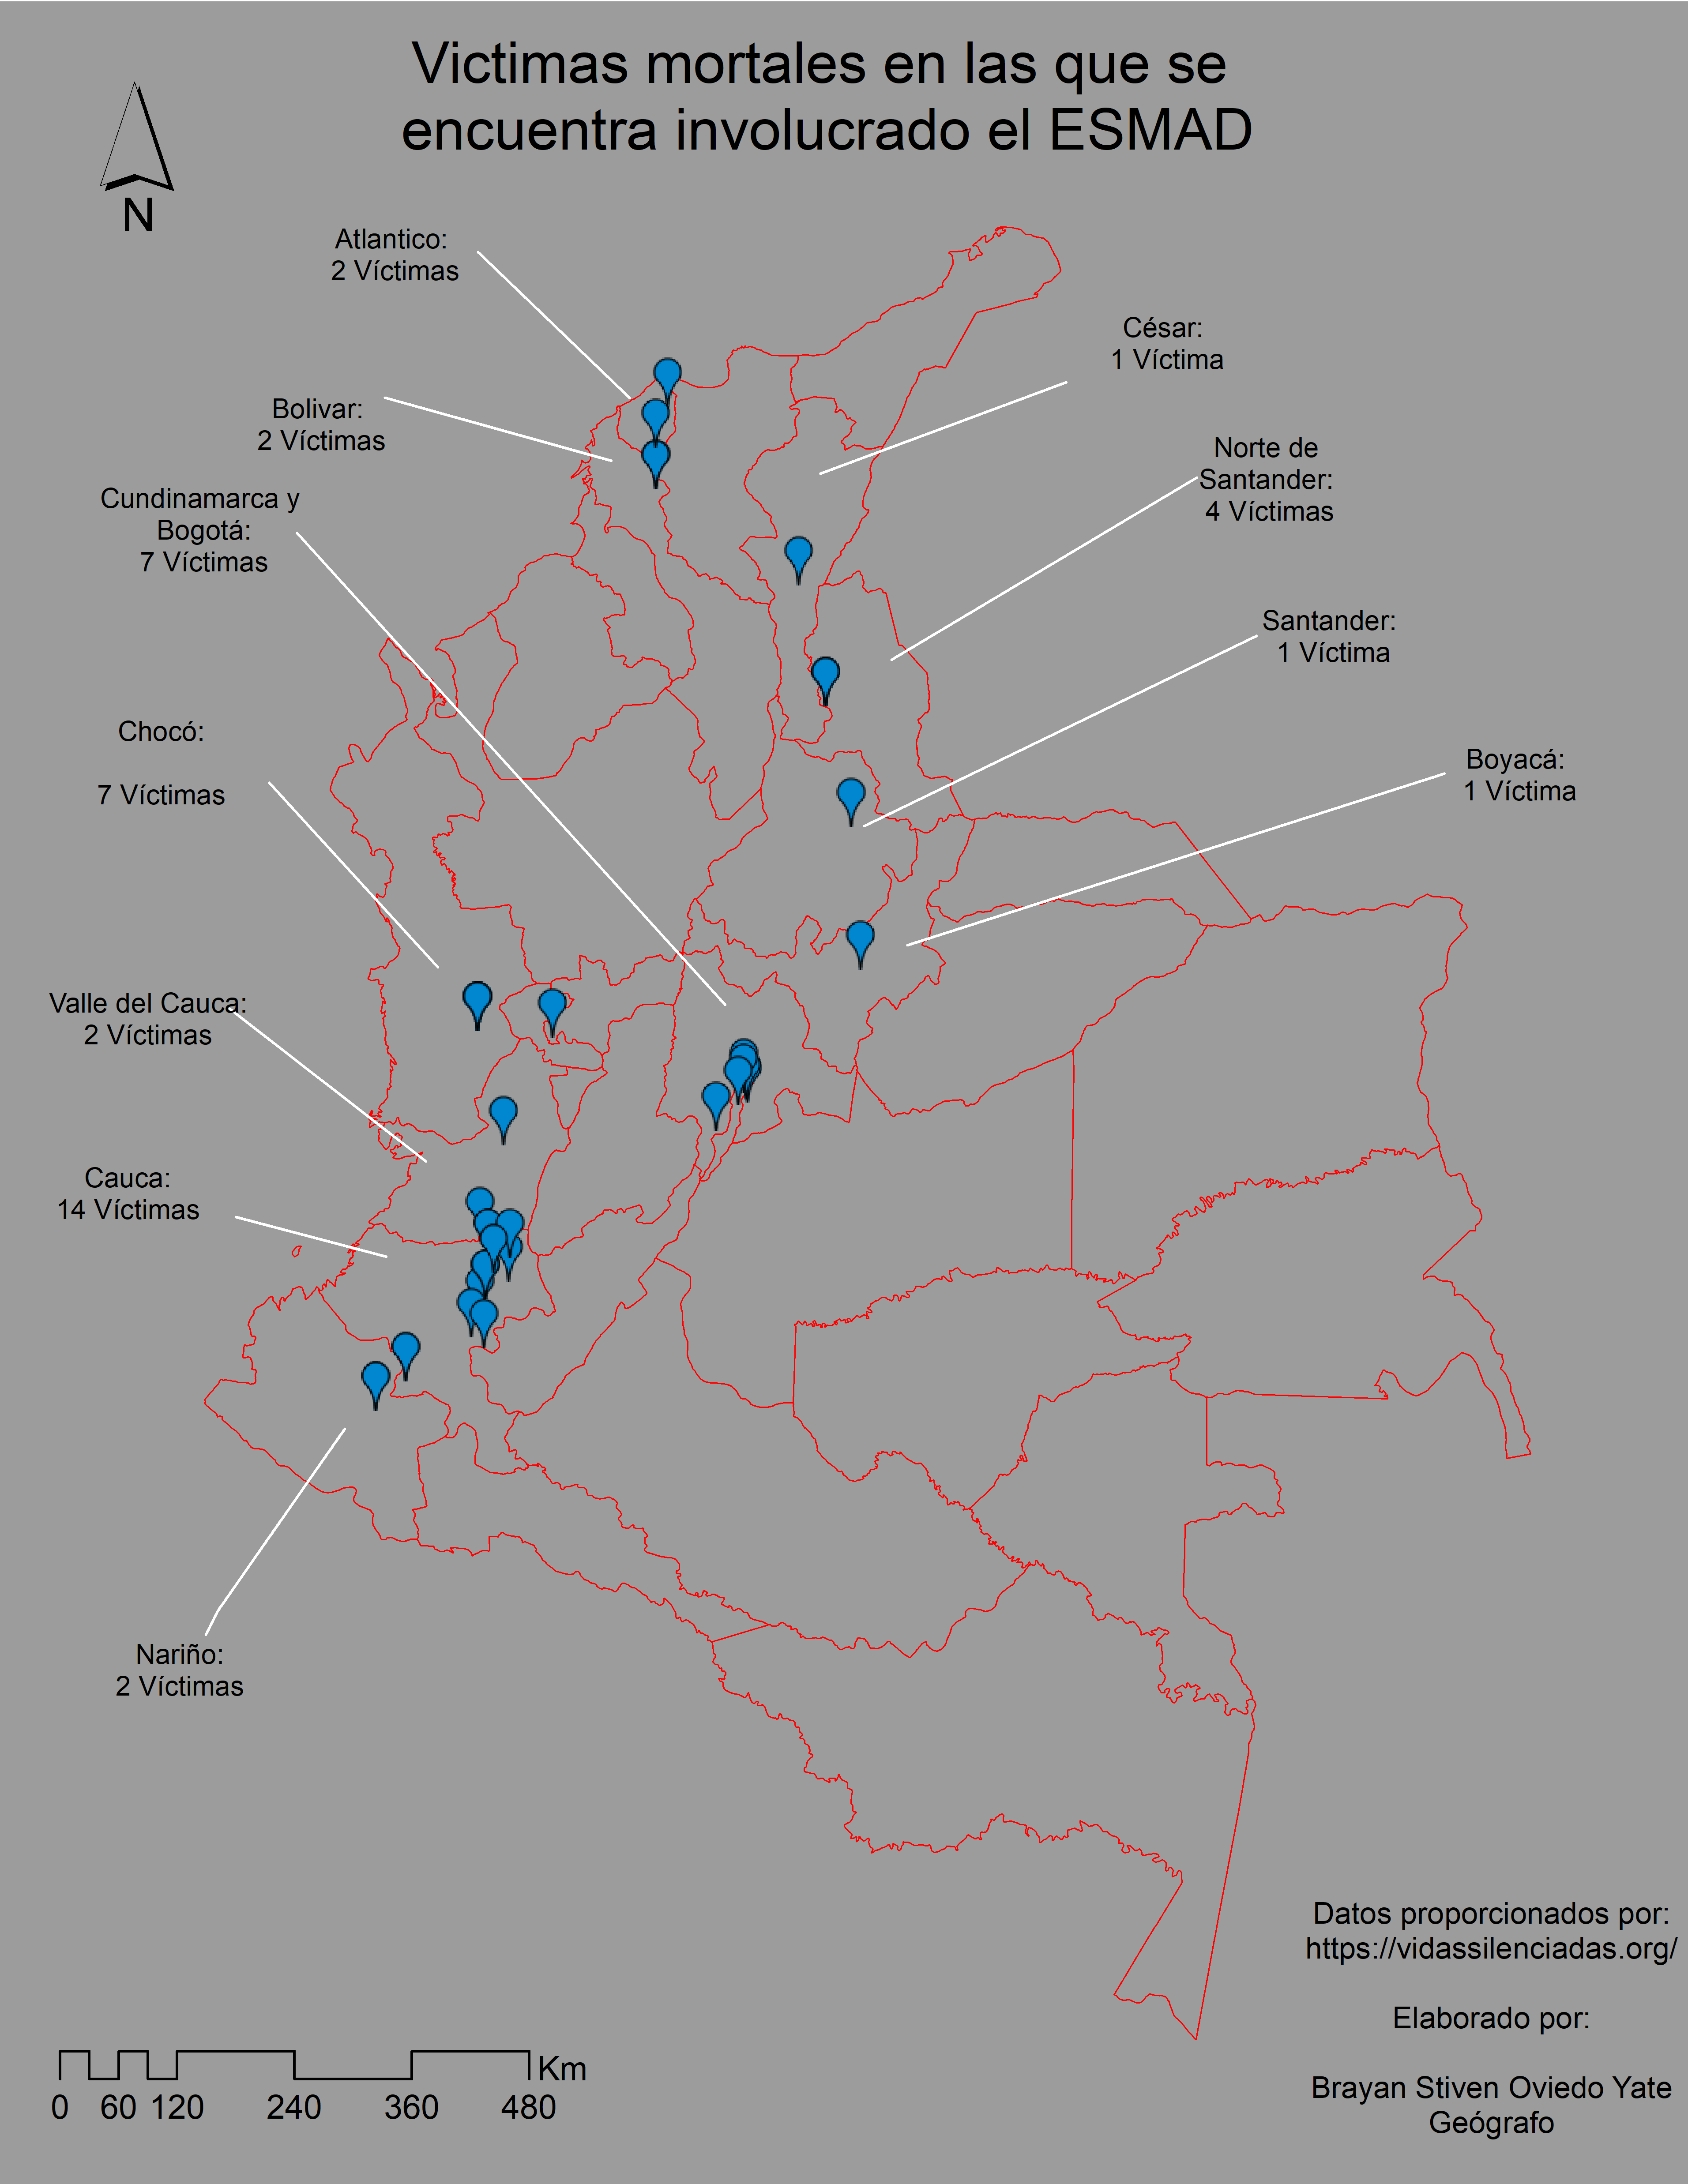 Victimas mortales en las que se
encuentra involucrado el ESMAD
N
Atlantico:
2 Víctimas
César:
1 Víctima
Bolivar:
2 Víctimas
Norte de
Santander:
4 Víctimas
Cundinamarca y
Bogotá:
7 Víctimas
Santander:
1 Víctima
Chocó:
7 Víctimas
Boyacá:
1 Víctima
Valle del Cauca:
2 Víctimas
Cauca:
14 Víctimas
Nariño:
2 Víctimas
Datos proporcionados por:
https://vidassilenciadas.org/
Elaborado por:
Brayan Stiven Oviedo Yate
Geógrafo
Km
0 60 120 240 360 480